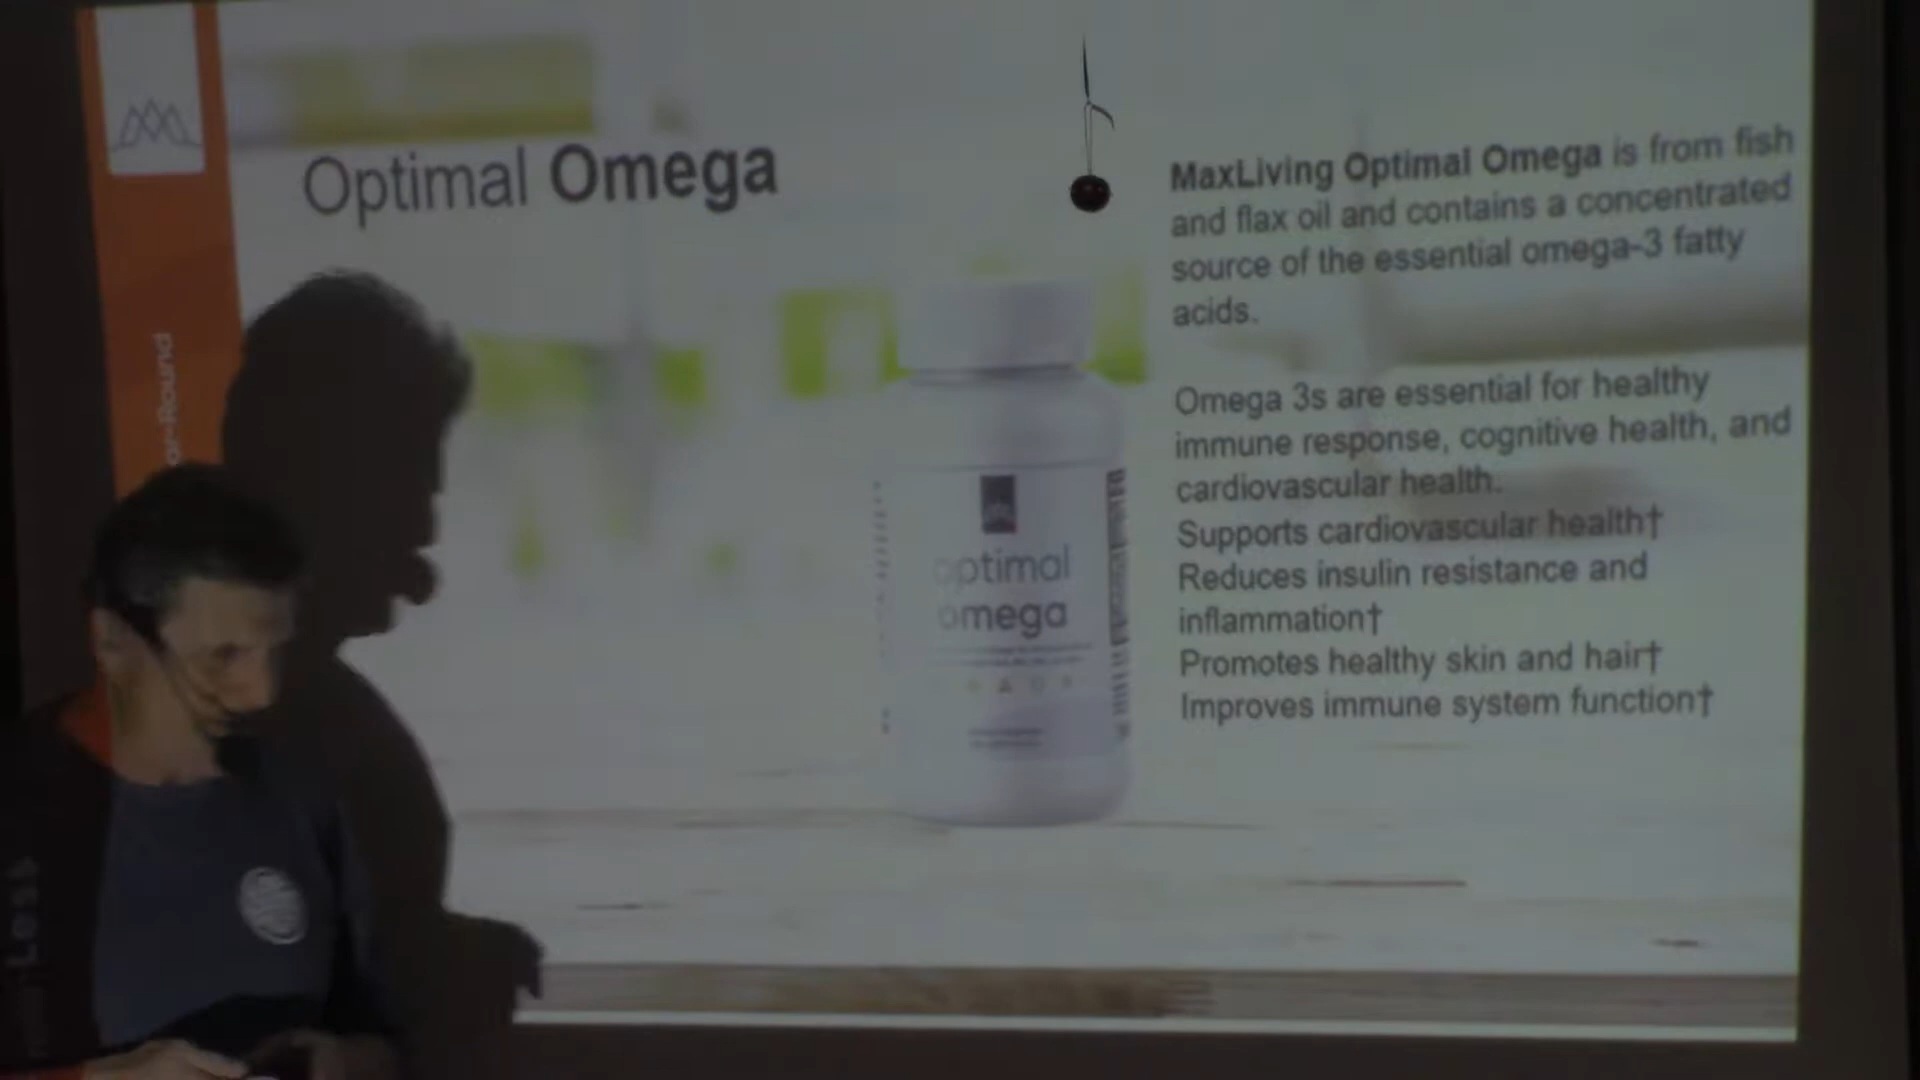 Optimal Omega
MaxLiving Optimal Omega is from fish
and flax oil and contains a concentrated
source of the essential omega-3 fatty
acids.
Omega 3s are essential for healthy
immune response, cognitive health, and
cardiovascular health.
Supports cardiovascular health†
Reduces insulin resistance and
inflammation†
Promotes healthy skin and hair†
Improves immune system function†
optimal
omega
Less